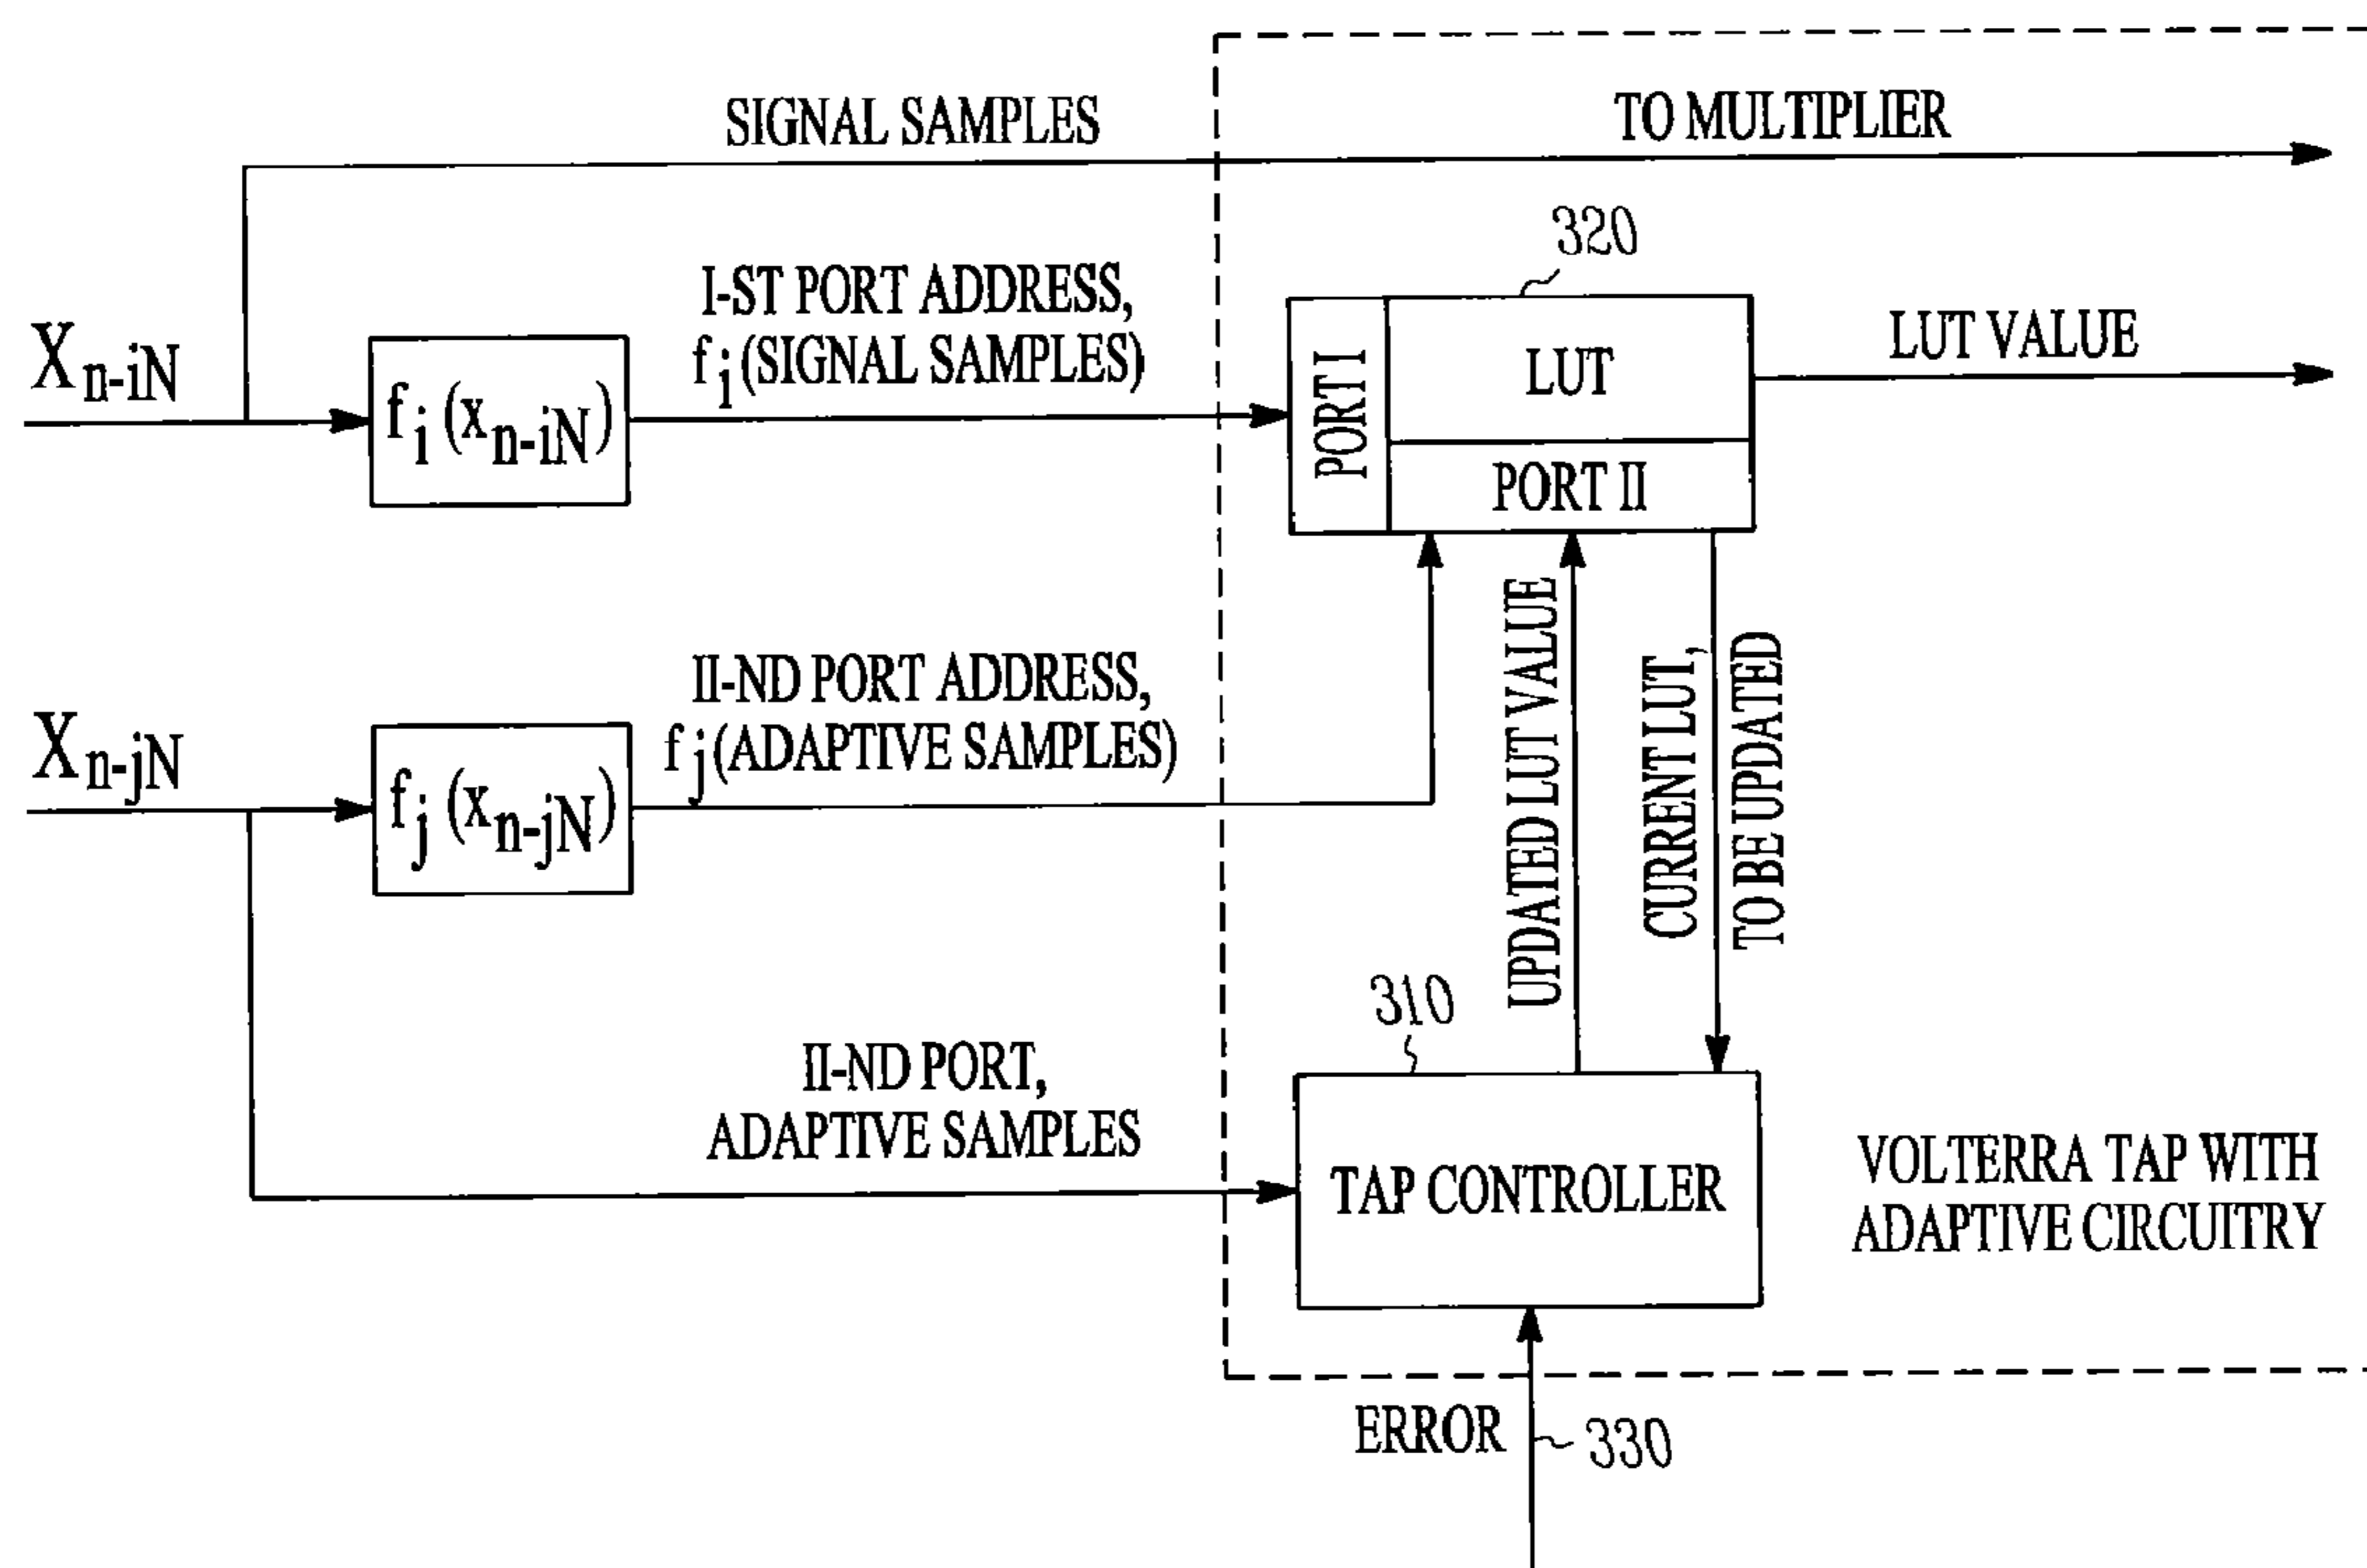 SIGNAL SAMPLES
TO MULTIPLIER
320
I-ST PORT ADDRESS,
f i (SIGNAL SAMPLES)
X n-iN
f i (x n-iN)
PORT I
LUT
PORT II
LUT VALUE
II-ND PORT ADDRESS,
f j (ADAPTIVE SAMPLES)
X n-jN
f j (x n-jN)
UPDATED LUT VALUE
CURRENT LUT,
TO BE UPDATED
310
II-ND PORT,
ADAPTIVE SAMPLES
TAP CONTROLLER
VOLTERRA TAP WITH
ADAPTIVE CIRCUITRY
ERROR
330